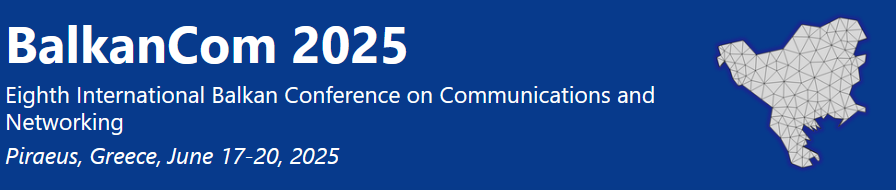 BalkanCom 2025
Eighth International Balkan Conference on Communications and
Networking
Piraeus, Greece, June 17-20, 2025